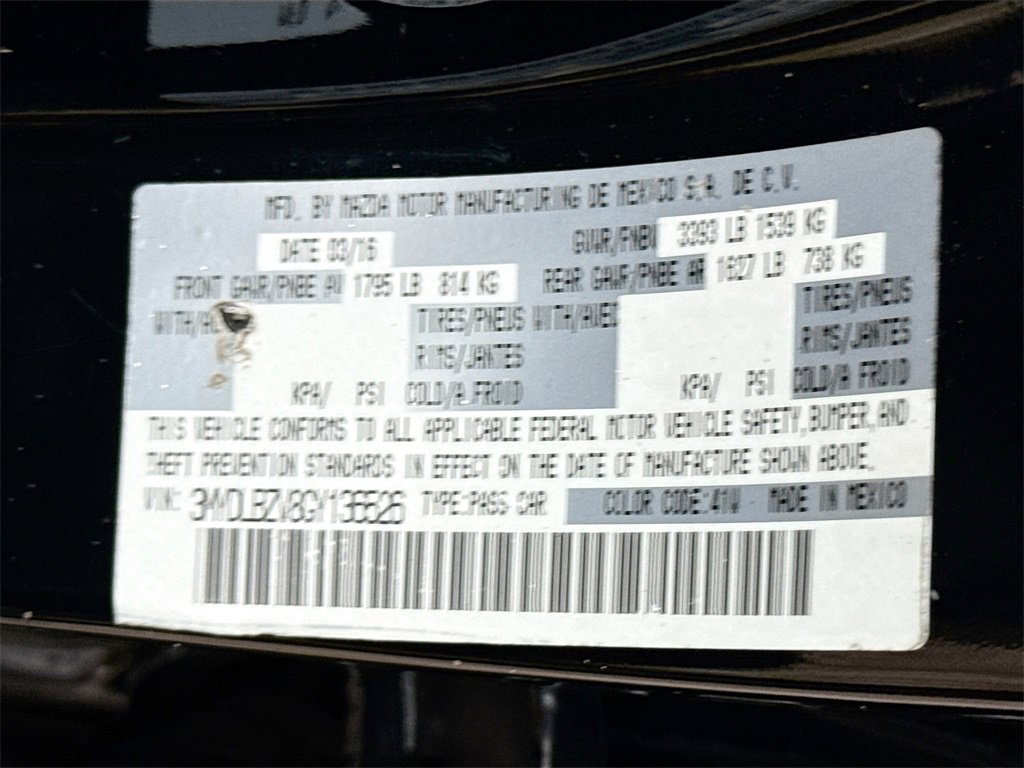 MFD. BY MAZDA MOTOR MANUFACTURING DE MEXICO S.A. DE C.V.
DATE 03/16 GVWR/PNBV 3393 LB 1539 KG
FRONT GAWR/PNBE AV 1795 LB 814 KG REAR GAWR/PNBE AR 1627 LB 738 KG
TIRES/PNEUS WITH/AVEC TIRES/PNEUS
RIMS/JANTES RIMS/JANTES
KPA/ PSI COLD/A FROID KPA/ PSI COLD/A FROID
THIS VEHICLE CONFORMS TO ALL APPLICABLE FEDERAL MOTOR VEHICLE SAFETY, BUMPER, AND
THEFT PREVENTION STANDARDS IN EFFECT ON THE DATE OF MANUFACTURE SHOWN ABOVE.
VIN: TYPE:PASS CAR COLOR CODE:41W MADE IN MEXICO